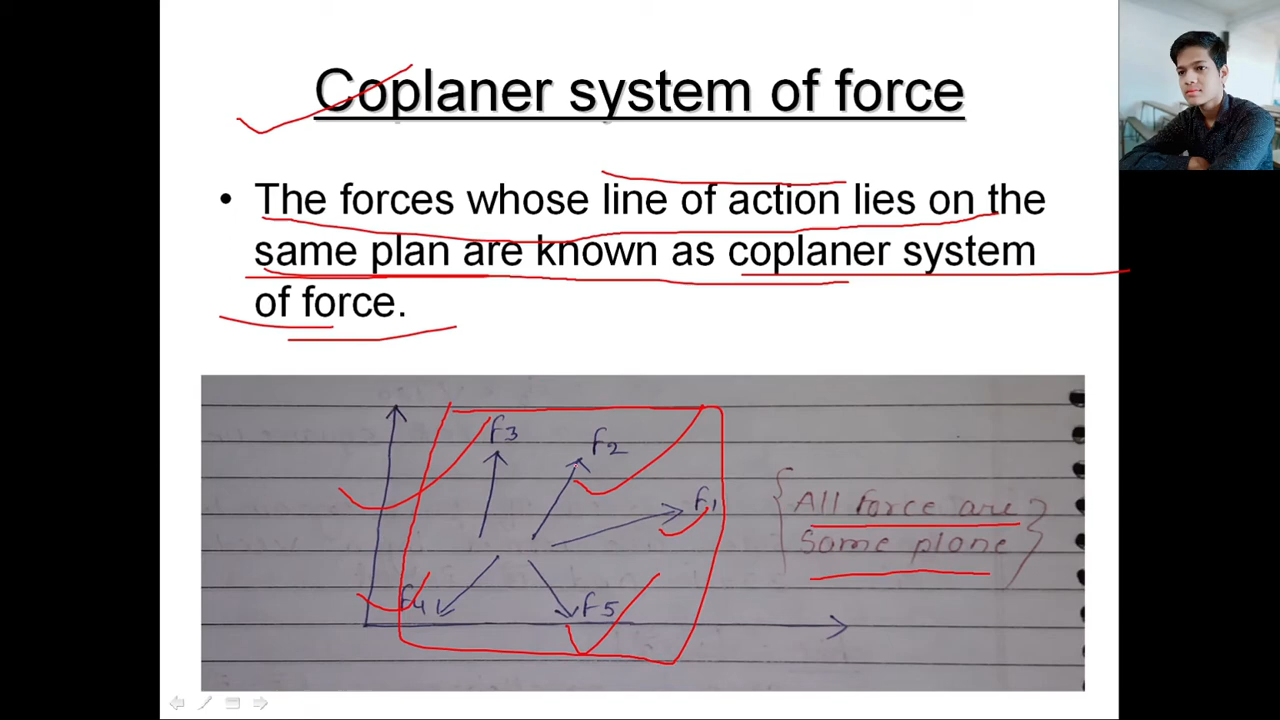 Coplaner system of force
• The forces whose line of action lies on the
same plan are known as coplaner system
of force.
F3
F2
F1
All force are
Same plane
F4
F5